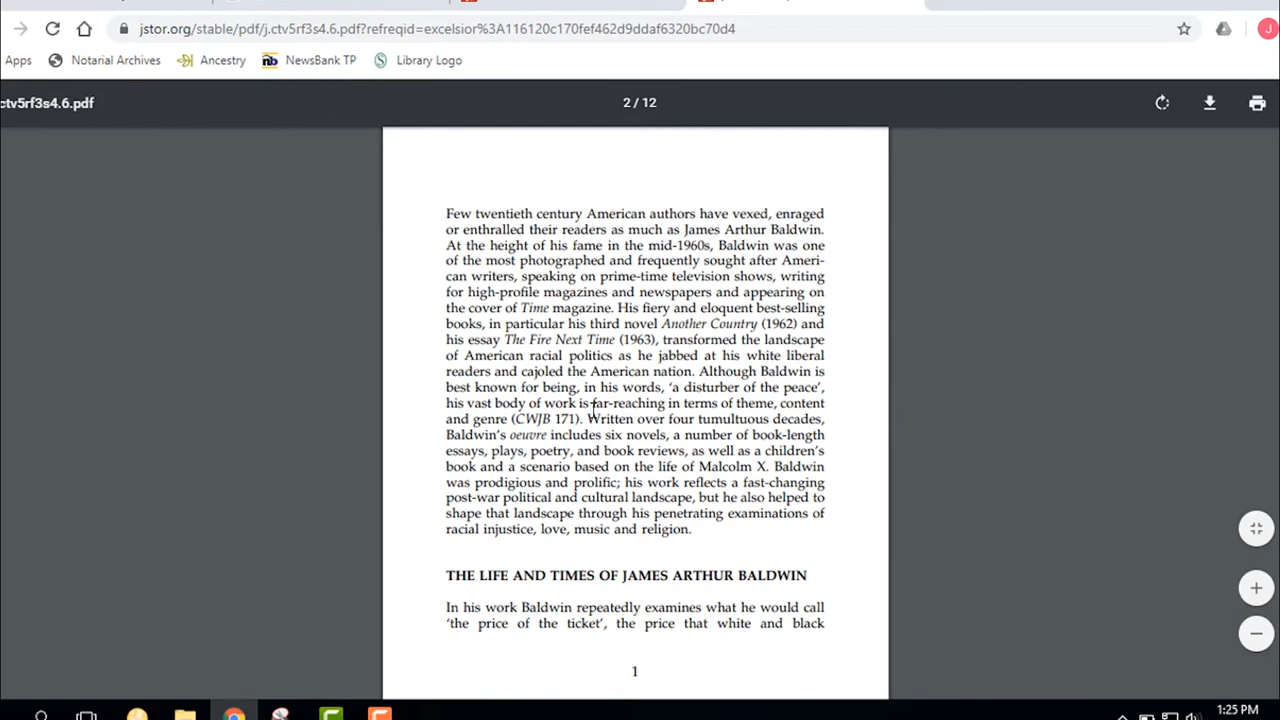 jstor.org/stable/pdf/j.ctv5rf3s4.6.pdf?refreqid=excelsior%3A116120c170fef462d9ddaf6320bc70d4
J
Apps
Notarial Archives
Ancestry
nb
NewsBank TP
Library Logo
ctv5rf3s4.6.pdf
2 / 12
Few twentieth century American authors have vexed, enraged
or enthralled their readers as much as James Arthur Baldwin.
At the height of his fame in the mid-1960s, Baldwin was one
of the most photographed and frequently sought after Ameri-
can writers, speaking on prime-time television shows, writing
for high-profile magazines and newspapers and appearing on
the cover of Time magazine. His fiery and eloquent best-selling
books, in particular his third novel Another Country (1962) and
his essay The Fire Next Time (1963), transformed the landscape
of American racial politics as he jabbed at his white liberal
readers and cajoled the American nation. Although Baldwin is
best known for being, in his words, ‘a disturber of the peace’,
his vast body of work is far-reaching in terms of theme, content
and genre (CWJB 171). Written over four tumultuous decades,
Baldwin’s oeuvre includes six novels, a number of book-length
essays, plays, poetry, and book reviews, as well as a children’s
book and a scenario based on the life of Malcolm X. Baldwin
was prodigious and prolific; his work reflects a fast-changing
post-war political and cultural landscape, but he also helped to
shape that landscape through his penetrating examinations of
racial injustice, love, music and religion.
THE LIFE AND TIMES OF JAMES ARTHUR BALDWIN
In his work Baldwin repeatedly examines what he would call
‘the price of the ticket’, the price that white and black
1
1:25 PM